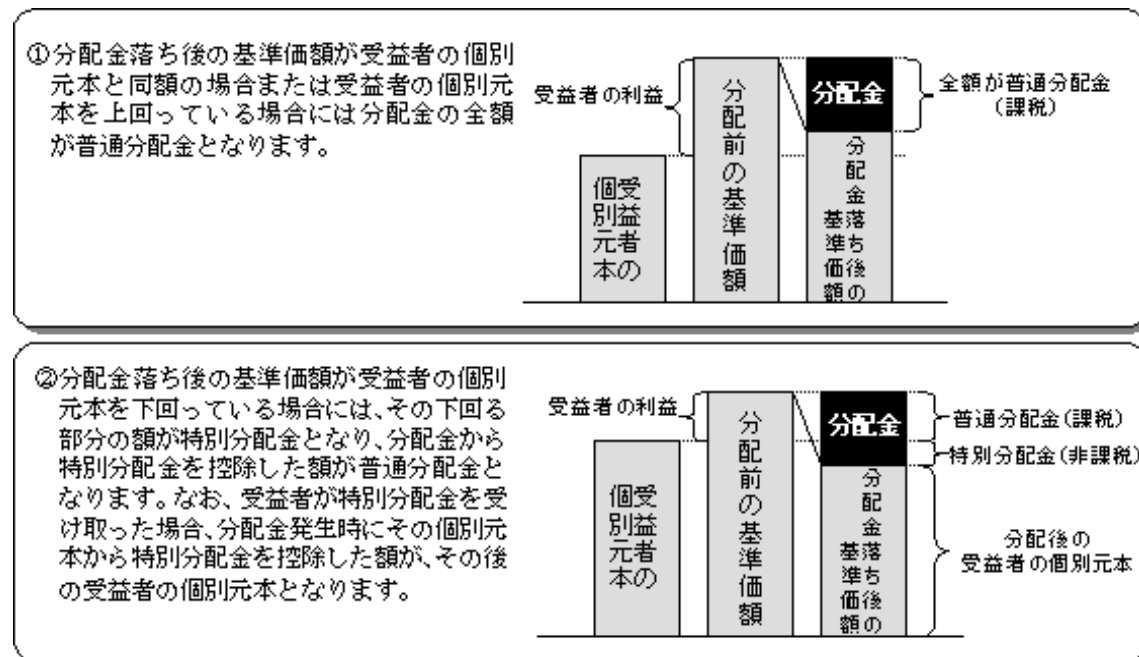 ①分配金落ち後の基準価額が受益者の個別
元本と同額の場合または受益者の個別元
本を上回っている場合には分配金の全額
が普通分配金となります。
受益者の利益
受益者の
個別元本
分配前の基準価額
分配金
分配金落ち後の
基準価額
全額が普通分配金
(課税)
②分配金落ち後の基準価額が受益者の個別
元本を下回っている場合には、その下回る
部分の額が特別分配金となり、分配金から
特別分配金を控除した額が普通分配金と
なります。なお、受益者が特別分配金を受
け取った場合、分配金発生時にその個別元
本から特別分配金を控除した額が、その後
の受益者の個別元本となります。
受益者の利益
受益者の
個別元本
分配前の基準価額
分配金
分配金落ち後の
基準価額
普通分配金(課税)
特別分配金(非課税)
分配後の
受益者の個別元本